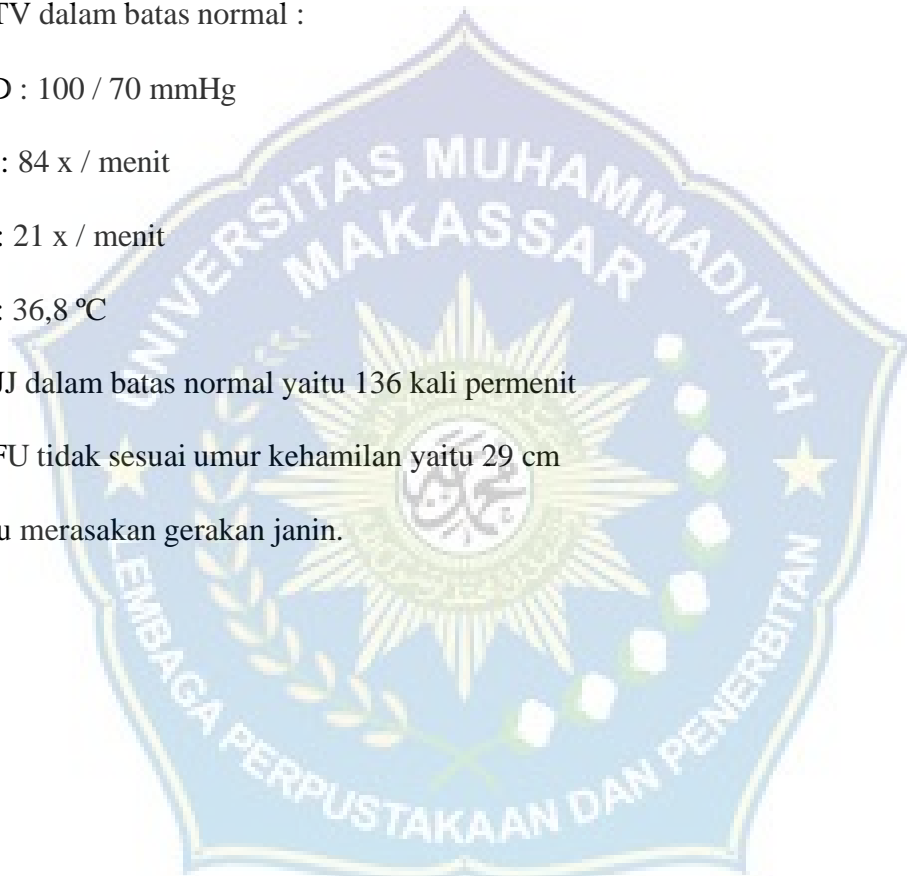 TV dalam batas normal :
D : 100 / 70 mmHg
: 84 x / menit
: 21 x / menit
: 36,8 ºC
JJ dalam batas normal yaitu 136 kali permenit
FU tidak sesuai umur kehamilan yaitu 29 cm
u merasakan gerakan janin.
UNIVERSITAS MUHAMMADIYAH
MAKASSAR
LEMBAGA PERPUSTAKAAN DAN PENERBITAN